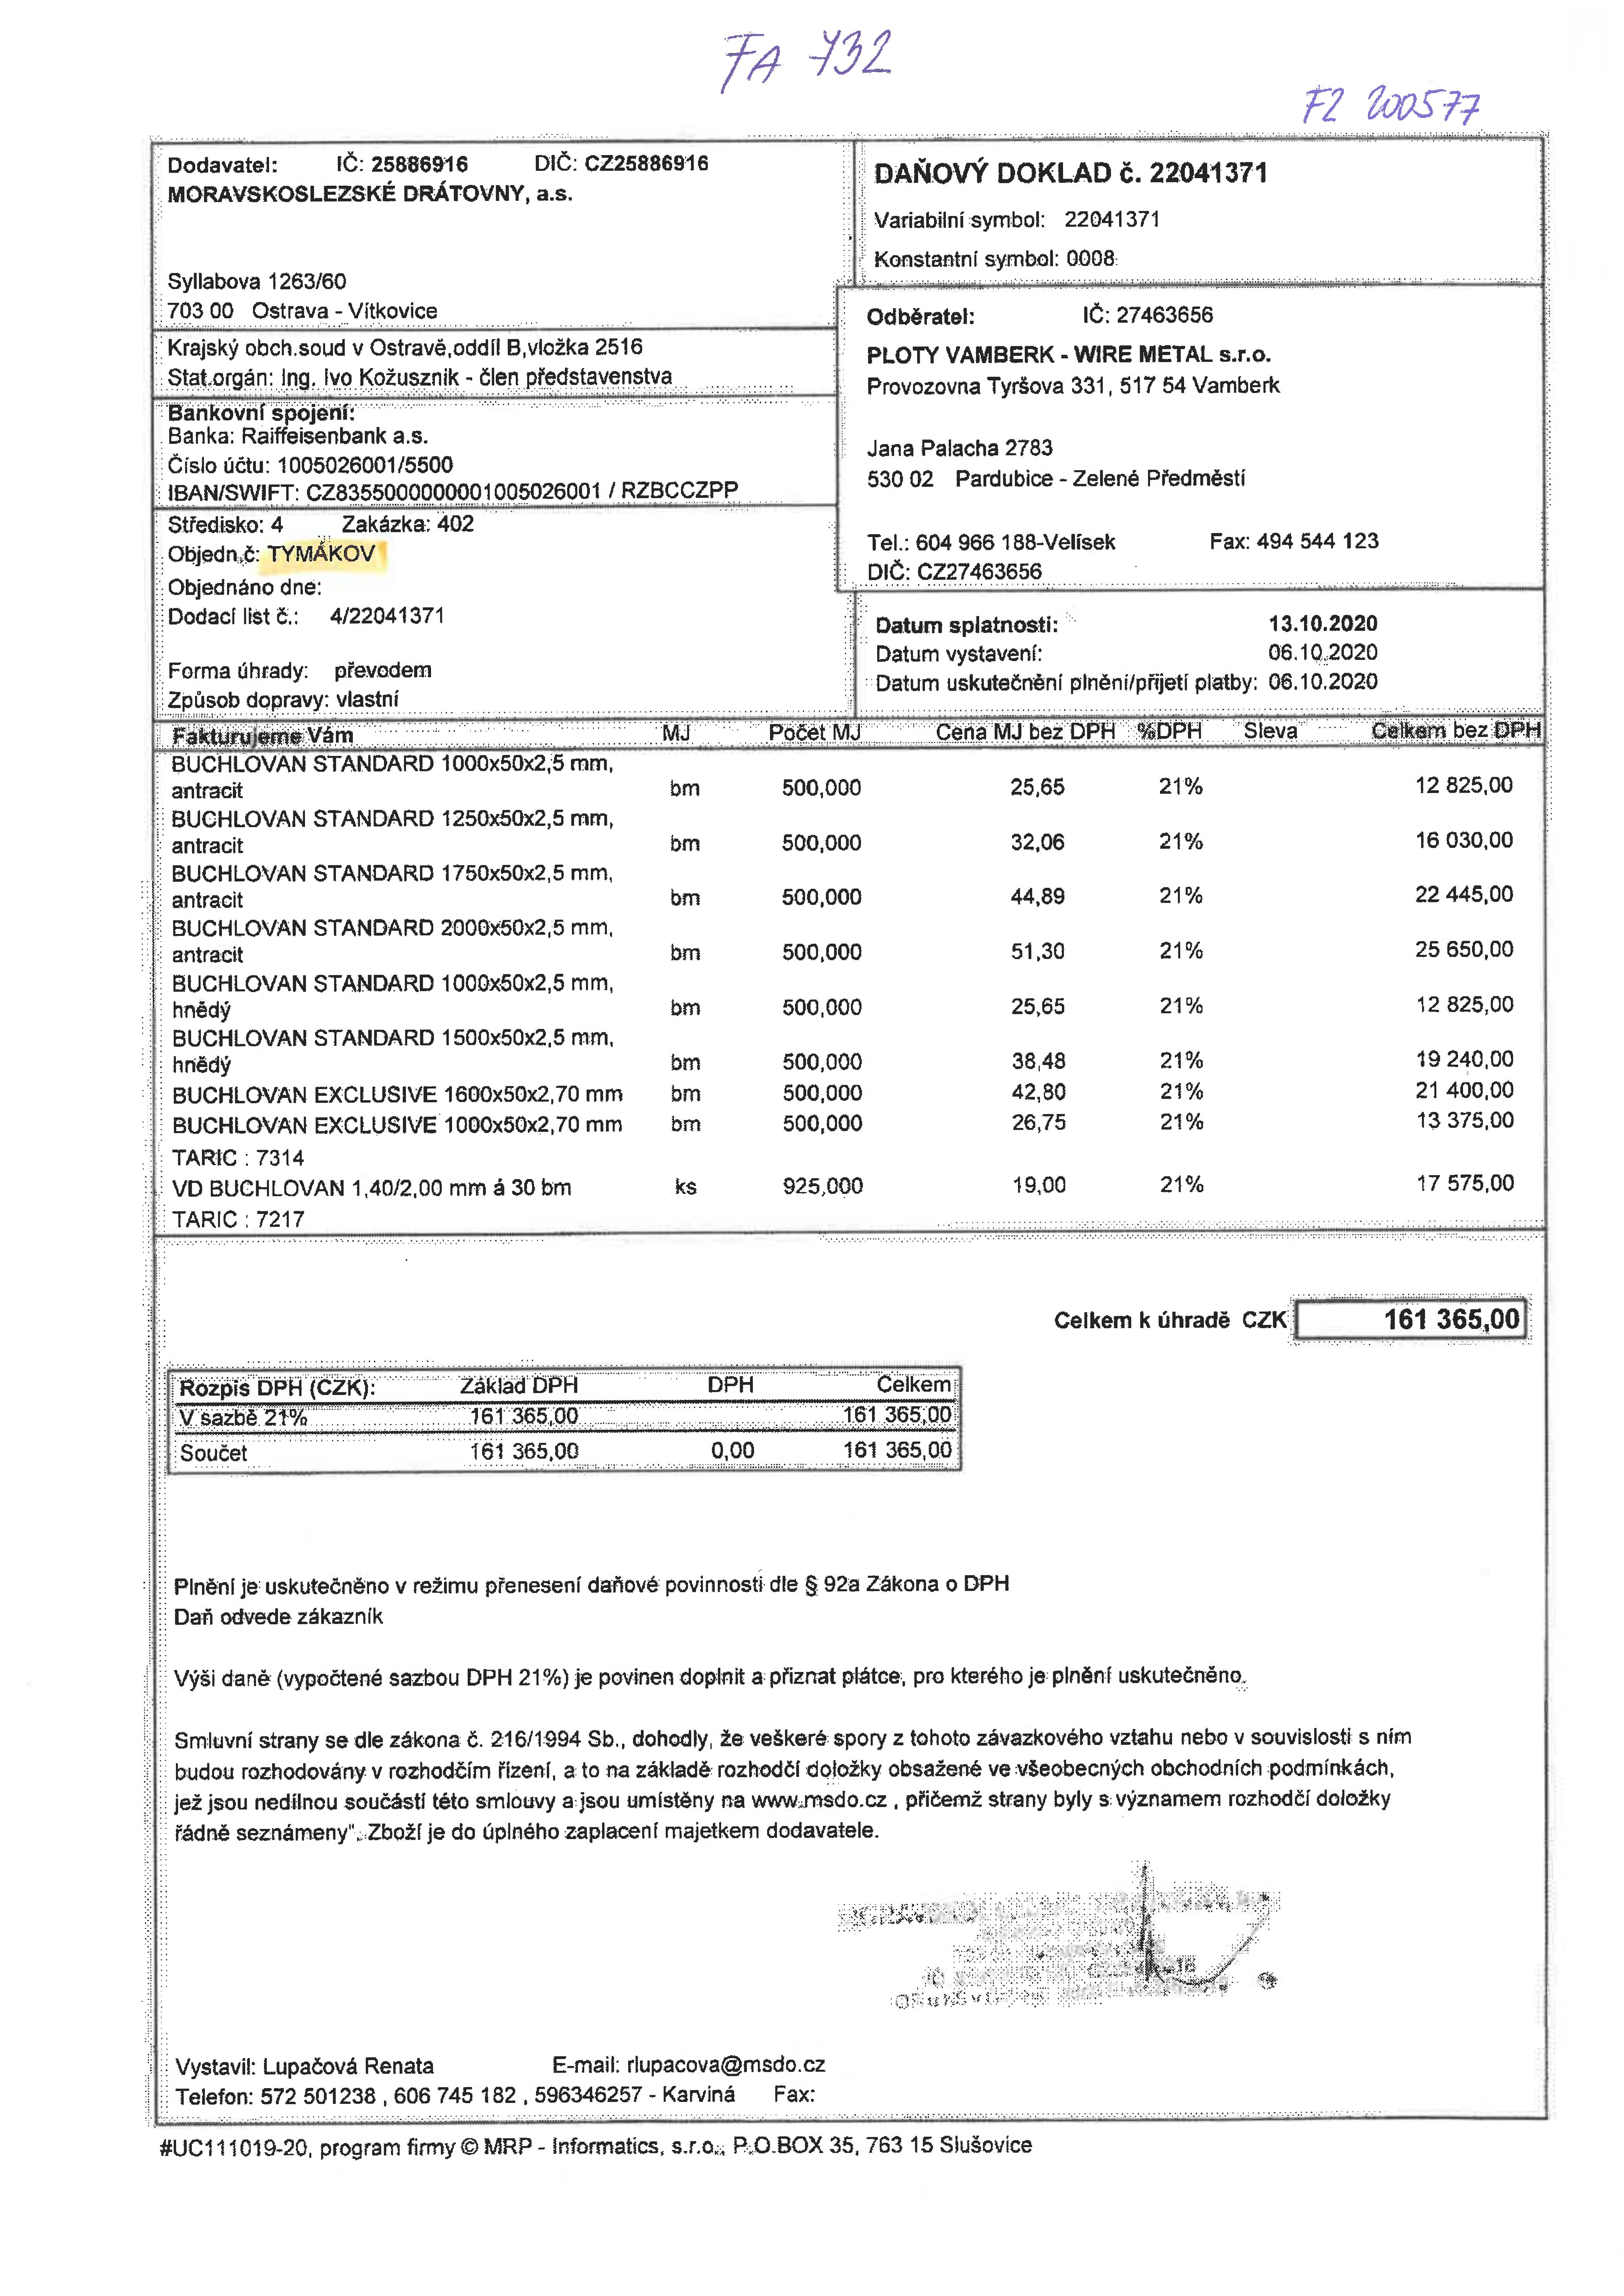 FA 732
F2 200577
Dodavatel: IČ: 25886916 DIČ: CZ25886916
MORAVSKOSLEZSKÉ DRÁTOVNY, a.s.
Syllabova 1263/60
703 00 Ostrava - Vítkovice
Krajský obch.soud v Ostravě,oddíl B,vložka 2516
Stat.orgán: Ing. Ivo Kožusznik - člen představenstva
Bankovní spojení:
Banka: Raiffeisenbank a.s.
Číslo účtu: 1005026001/5500
IBAN/SWIFT: CZ8355000000001005026001 / RZBCCZPP
Středisko: 4 Zakázka: 402
Objedn.č: TYMÁKOV
Objednáno dne:
Dodací list č.: 4/22041371
Forma úhrady: převodem
Způsob dopravy: vlastní
DAŇOVÝ DOKLAD č. 22041371
Variabilní symbol: 22041371
Konstantní symbol: 0008
Odběratel: IČ: 27463656
PLOTY VAMBERK - WIRE METAL s.r.o.
Provozovna Tyršova 331, 517 54 Vamberk
Jana Palacha 2783
530 02 Pardubice - Zelené Předměstí
Tel.: 604 966 188-Velísek Fax: 494 544 123
DIČ: CZ27463656
Datum splatnosti: 13.10.2020
Datum vystavení: 06.10.2020
Datum uskutečnění plnění/přijetí platby: 06.10.2020
Fakturujeme Vám MJ Počet MJ Cena MJ bez DPH %DPH Sleva Celkem bez DPH
BUCHLOVAN STANDARD 1000x50x2,5 mm,
antracit bm 500,000 25,65 21% 12 825,00
BUCHLOVAN STANDARD 1250x50x2,5 mm,
antracit bm 500,000 32,06 21% 16 030,00
BUCHLOVAN STANDARD 1750x50x2,5 mm,
antracit bm 500,000 44,89 21% 22 445,00
BUCHLOVAN STANDARD 2000x50x2,5 mm,
antracit bm 500,000 51,30 21% 25 650,00
BUCHLOVAN STANDARD 1000x50x2,5 mm,
hnědý bm 500,000 25,65 21% 12 825,00
BUCHLOVAN STANDARD 1500x50x2,5 mm,
hnědý bm 500,000 38,48 21% 19 240,00
BUCHLOVAN EXCLUSIVE 1600x50x2,70 mm bm 500,000 42,80 21% 21 400,00
BUCHLOVAN EXCLUSIVE 1000x50x2,70 mm bm 500,000 26,75 21% 13 375,00
TARIC : 7314
VD BUCHLOVAN 1,40/2,00 mm á 30 bm ks 925,000 19,00 21% 17 575,00
TARIC : 7217
Celkem k úhradě CZK 161 365,00
Rozpis DPH (CZK): Základ DPH DPH Celkem
V sazbě 21% 161 365,00 161 365,00
Součet 161 365,00 0,00 161 365,00
Plnění je uskutečněno v režimu přenesení daňové povinnosti dle § 92a Zákona o DPH
Daň odvede zákazník
Výši daně (vypočtené sazbou DPH 21%) je povinen doplnit a přiznat plátce, pro kterého je plnění uskutečněno.
Smluvní strany se dle zákona č. 216/1994 Sb., dohodly, že veškeré spory z tohoto závazkového vztahu nebo v souvislosti s ním
budou rozhodovány v rozhodčím řízení, a to na základě rozhodčí doložky obsažené ve všeobecných obchodních podmínkách,
jež jsou nedílnou součástí této smlouvy a jsou umístěny na www.msdo.cz , přičemž strany byly s významem rozhodčí doložky
řádně seznámeny". Zboží je do úplného zaplacení majetkem dodavatele.
Vystavil: Lupačová Renata E-mail: rlupacova@msdo.cz
Telefon: 572 501238 , 606 745 182 , 596346257 - Karviná Fax:
#UC111019-20, program firmy © MRP - Informatics, s.r.o., P.O.BOX 35, 763 15 Slušovice